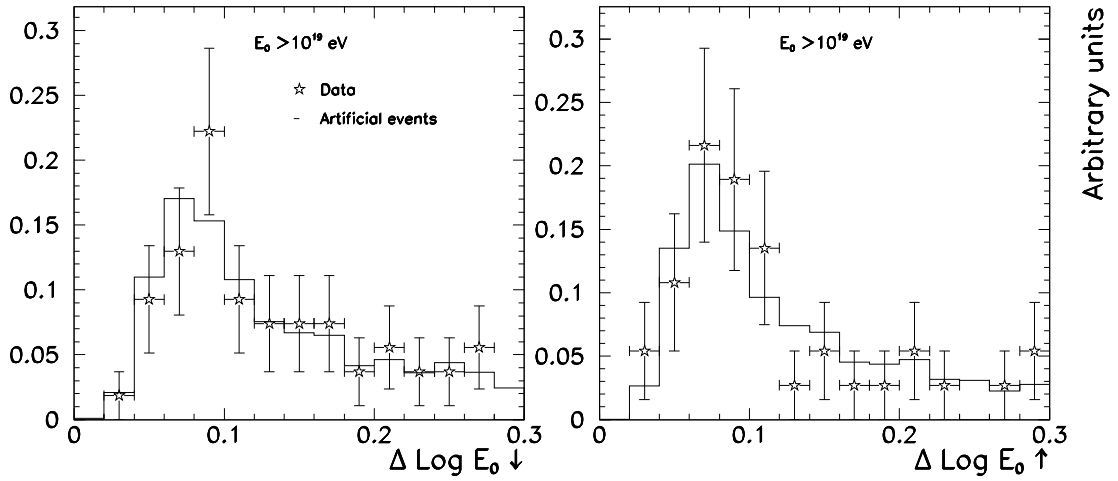 E₀ >10¹⁹ eV
Data
Artificial events
0.3
0.25
0.2
0.15
0.1
0.05
0
0 0.1 0.2 0.3
Δ Log E₀ ↓
E₀ >10¹⁹ eV
0.3
0.25
0.2
0.15
0.1
0.05
0
0 0.1 0.2 0.3
Δ Log E₀ ↑
Arbitrary units